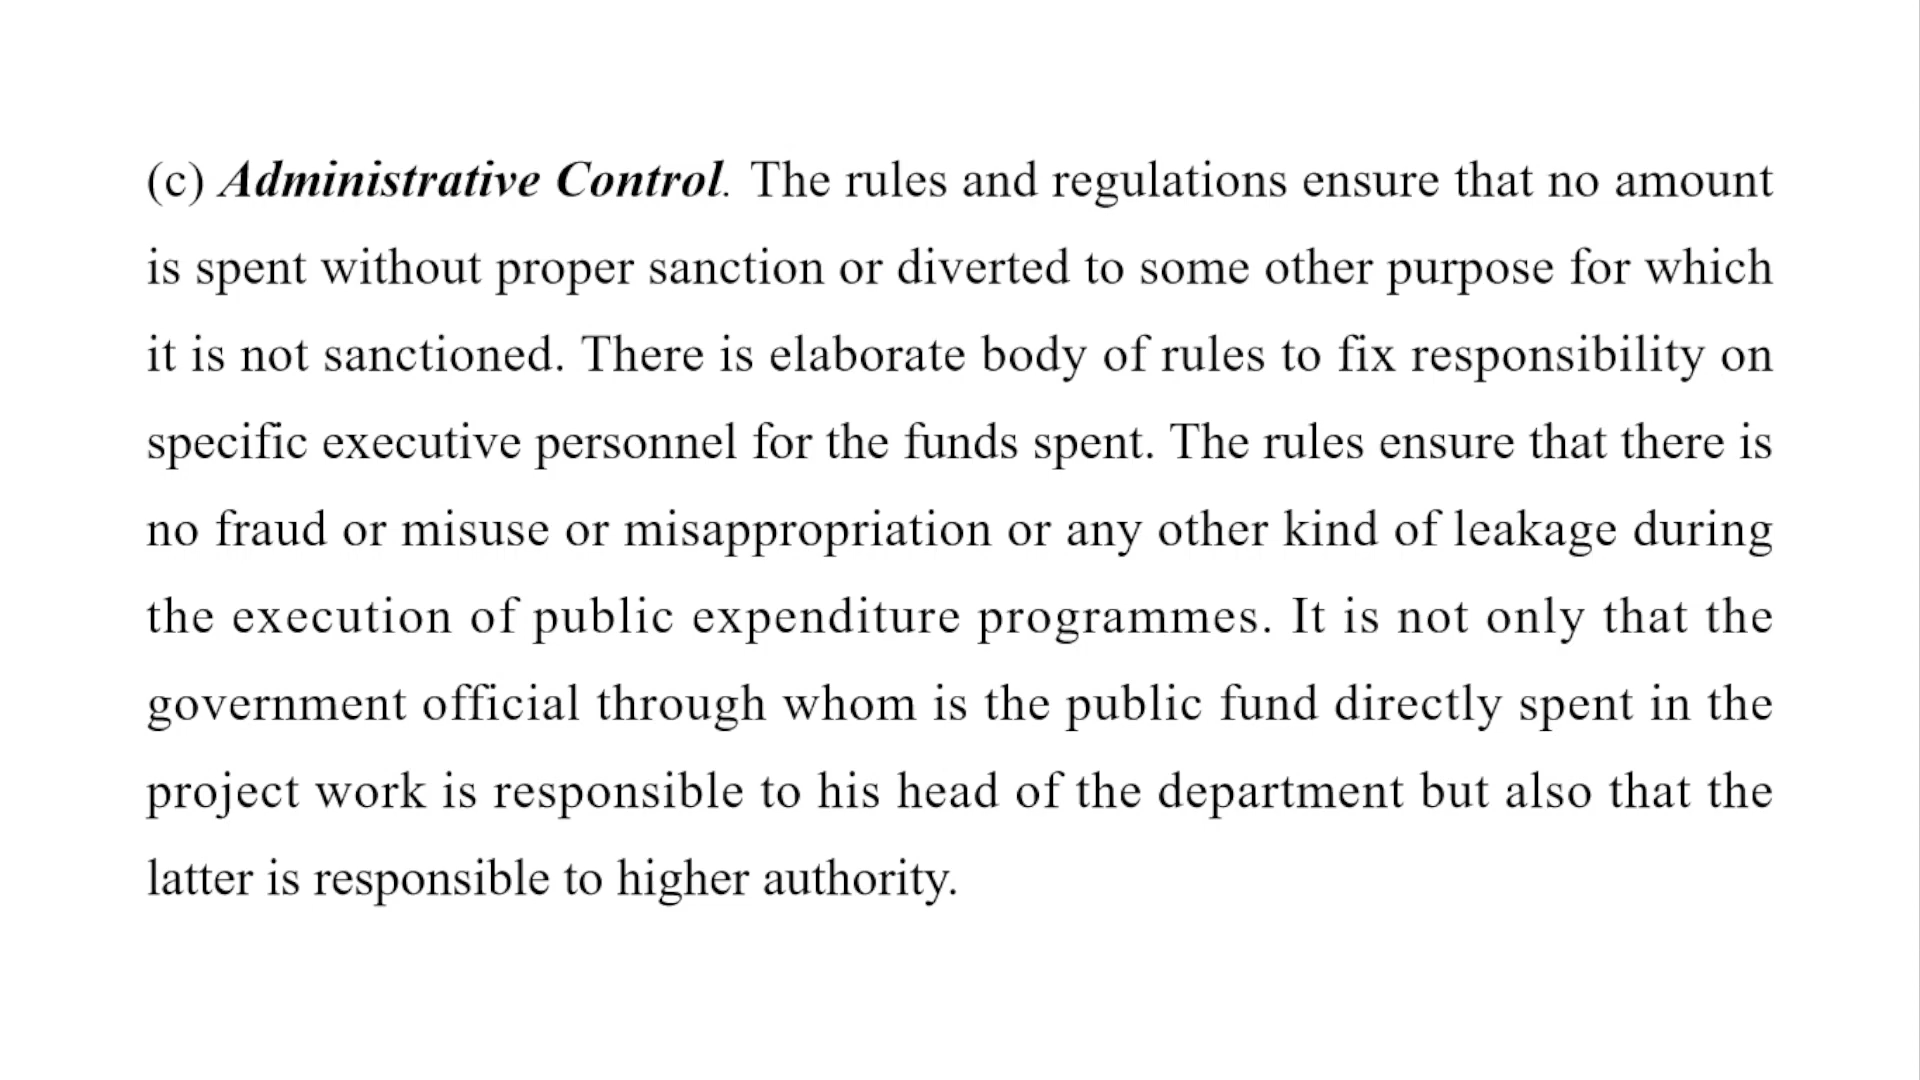 (c) Administrative Control. The rules and regulations ensure that no amount
is spent without proper sanction or diverted to some other purpose for which
it is not sanctioned. There is elaborate body of rules to fix responsibility on
specific executive personnel for the funds spent. The rules ensure that there is
no fraud or misuse or misappropriation or any other kind of leakage during
the execution of public expenditure programmes. It is not only that the
government official through whom is the public fund directly spent in the
project work is responsible to his head of the department but also that the
latter is responsible to higher authority.